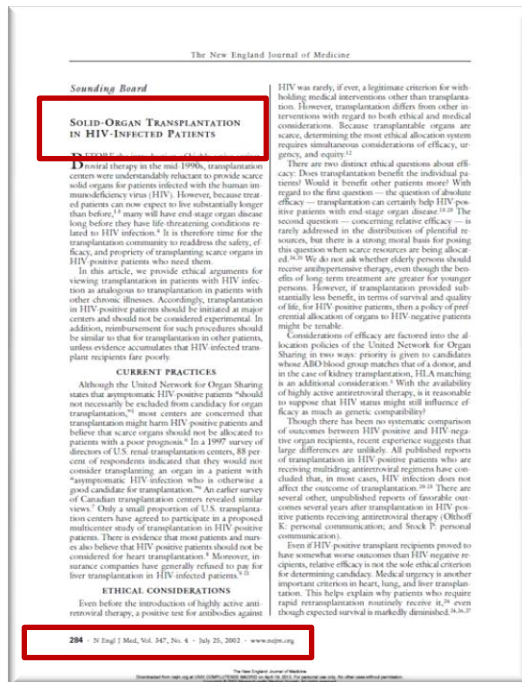 The New England Journal of Medicine
Sounding Board
SOLID-ORGAN TRANSPLANTATION
IN HIV-INFECTED PATIENTS
troviral therapy in the mid-1990s, transplantation
centers were understandably reluctant to provide scarce
solid organs for patients infected with the human im-
munodeficiency virus (HIV). However, because treat-
ed patients can now expect to live substantially longer
than before, many will have end-stage organ disease
long before they have life-threatening conditions re-
lated to HIV infection. It is therefore time for the
transplantation community to readdress the safety, ef-
ficacy, and propriety of transplanting scarce organs in
HIV-positive patients who need them.
In this article, we provide ethical arguments for
viewing transplantation in patients with HIV infec-
tion as analogous to transplantation in patients with
other chronic illnesses. Accordingly, transplantation
in HIV-positive patients should be initiated at major
centers and should not be considered experimental. In
addition, reimbursement for such procedures should
be similar to that for transplantation in other patients,
unless evidence accumulates that HIV-infected trans-
plant recipients fare poorly.
CURRENT PRACTICES
Although the United Network for Organ Sharing
states that asymptomatic HIV-positive patients "should
not necessarily be excluded from candidacy for organ
transplantation," most centers are concerned that
transplantation might harm HIV-positive patients and
believe that scarce organs should not be allocated to
patients with a poor prognosis. In a 1997 survey of
directors of U.S. renal-transplantation centers, 88 per-
cent of respondents indicated that they would not
consider transplanting an organ in a patient with
"asymptomatic HIV-infection who is otherwise a
good candidate for transplantation." An earlier survey
of Canadian transplantation centers revealed similar
views. Only a small proportion of U.S. transplanta-
tion centers have agreed to participate in a proposed
multicenter study of transplantation in HIV-positive
patients. There is evidence that most patients and nurs-
es also believe that HIV-positive patients should not be
considered for heart transplantation. Moreover, in-
surance companies have generally refused to pay for
liver transplantation in HIV-infected patients.
ETHICAL CONSIDERATIONS
Even before the introduction of highly active anti-
retroviral therapy, a positive test for antibodies against
HIV was rarely, if ever, a legitimate criterion for with-
holding medical interventions other than transplanta-
tion. However, transplantation differs from other in-
terventions with regard to both ethical and medical
considerations. Because transplantable organs are
scarce, determining the most ethical allocation system
requires simultaneous considerations of efficacy, ur-
gency, and equity.
There are two distinct ethical questions about effi-
cacy: Does transplantation benefit the individual pa-
tients? Would it benefit other patients more? With
regard to the first question — the question of absolute
efficacy — transplantation can certainly help HIV-pos-
itive patients with end-stage organ disease. The
second question — concerning relative efficacy — is
rarely addressed in the distribution of plentiful re-
sources, but there is a strong moral basis for posing
this question when scarce resources are being allocat-
ed. We do not ask whether elderly persons should
receive antihypertensive therapy, even though the ben-
efits of long-term treatment are greater for younger
persons. However, if transplantation provided sub-
stantially less benefit, in terms of survival and quality
of life, for HIV-positive patients, then a policy of pref-
erential allocation of organs to HIV-negative patients
might be tenable.
Considerations of efficacy are factored into the al-
location policies of the United Network for Organ
Sharing in two ways: priority is given to candidates
whose ABO blood group matches that of a donor, and
in the case of kidney transplantation, HLA matching
is an additional consideration. With the availability
of highly active antiretroviral therapy, is it reasonable
to suppose that HIV status might still influence ef-
ficacy as much as genetic compatibility?
Though there has been no systematic comparison
of outcomes between HIV-positive and HIV-nega-
tive organ recipients, recent experience suggests that
large differences are unlikely. All published reports
of transplantation in HIV-positive patients who are
receiving multidrug antiretroviral regimens have con-
cluded that, in most cases, HIV infection does not
affect the outcome of transplantation. There are
several other, unpublished reports of favorable out-
comes several years after transplantation in HIV-pos-
itive patients receiving antiretroviral therapy (Olthoff
K: personal communication; and Stock P: personal
communication).
Even if HIV-positive transplant recipients proved to
have somewhat worse outcomes than HIV-negative re-
cipients, relative efficacy is not the sole ethical criterion
for determining candidacy. Medical urgency is another
important criterion in heart, lung, and liver transplan-
tation. This helps explain why patients who require
rapid retransplantation routinely receive it, even
though expected survival is markedly diminished.
284 · N Engl J Med, Vol. 347, No. 4 · July 25, 2002 · www.nejm.org
The New England Journal of Medicine